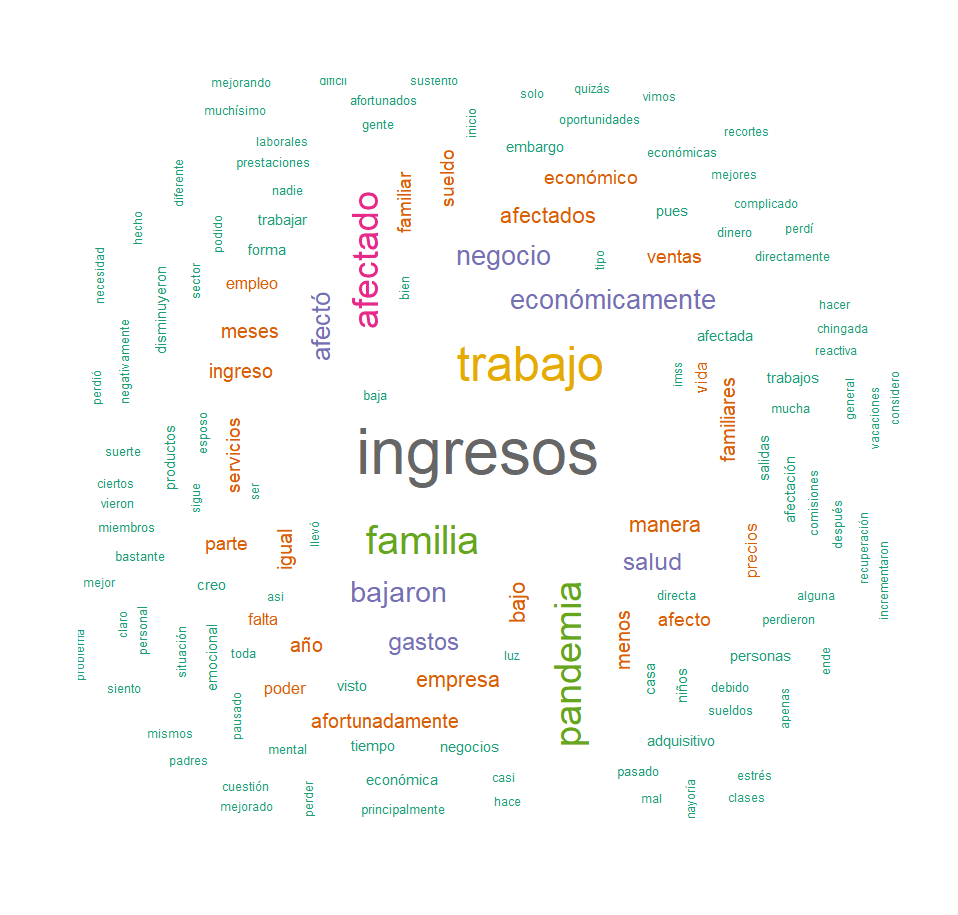 mejorando
difícil
sustento
muchísimo
afortunados
solo
quizás
vimos
gente
inicio
oportunidades
recortes
laborales
embargo
económicas
prestaciones
sueldo
económico
mejores
diferente
nadie
familiar
afectados
pues
complicado
hecho
podido
trabajar
afectado
dinero
perdí
forma
negocio
tipo
ventas
directamente
necesidad
disminuyeron
sector
empleo
bien
económicamente
hacer
negativamente
meses
afectó
afectada
chingada
reactiva
perdió
ingreso
trabajo
imss
vida
trabajos
general
vacaciones
considero
baja
familiares
mucha
suerte
productos
esposo
servicios
ingresos
salidas
ciertos
sigue
ser
afectación
comisiones
después
vieron
miembros
parte
igual
llevó
familia
manera
precios
recuperación
incrementaron
bastante
salud
mejor
creo
asi
bajaron
bajo
pandemia
directa
alguna
claro
personal
falta
menos
afecto
perdieron
problema
situación
emocional
toda
año
gastos
luz
casa
niños
personas
ende
siento
pausado
poder
visto
empresa
debido
sueldos
apenas
afortunadamente
mismos
mental
tiempo
negocios
adquisitivo
padres
cuestión
perder
económica
casi
pasado
estrés
mejorado
principalmente
hace
mal
clases